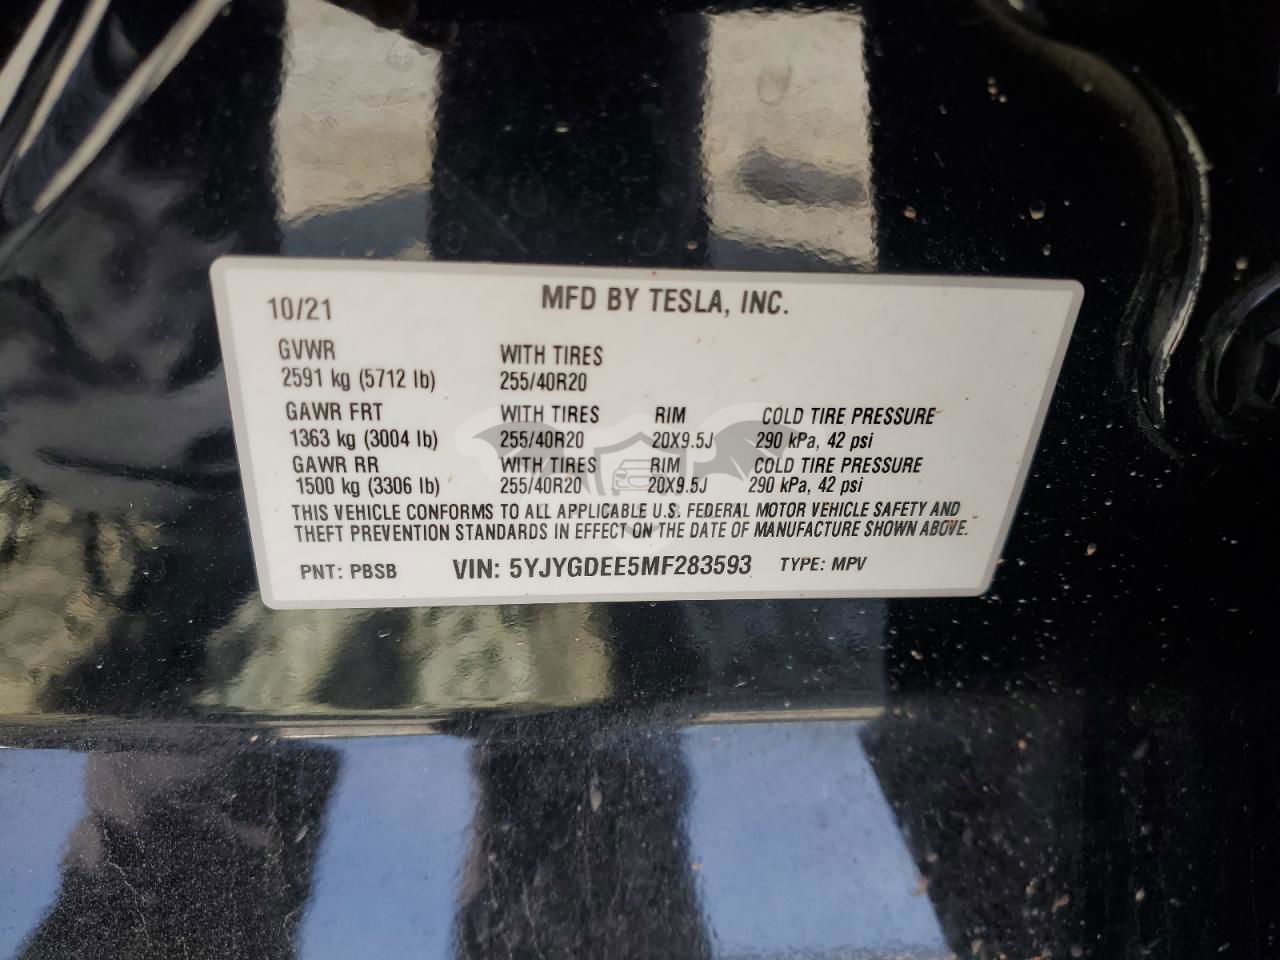 10/21 MFD BY TESLA, INC.
GVWR WITH TIRES
2591 kg (5712 lb) 255/40R20
GAWR FRT WITH TIRES RIM COLD TIRE PRESSURE
1363 kg (3004 lb) 255/40R20 20X9.5J 290 kPa, 42 psi
GAWR RR WITH TIRES RIM COLD TIRE PRESSURE
1500 kg (3306 lb) 255/40R20 20X9.5J 290 kPa, 42 psi
THIS VEHICLE CONFORMS TO ALL APPLICABLE U.S. FEDERAL MOTOR VEHICLE SAFETY AND
THEFT PREVENTION STANDARDS IN EFFECT ON THE DATE OF MANUFACTURE SHOWN ABOVE.
PNT: PBSB VIN: 5YJYGDEE5MF283593 TYPE: MPV